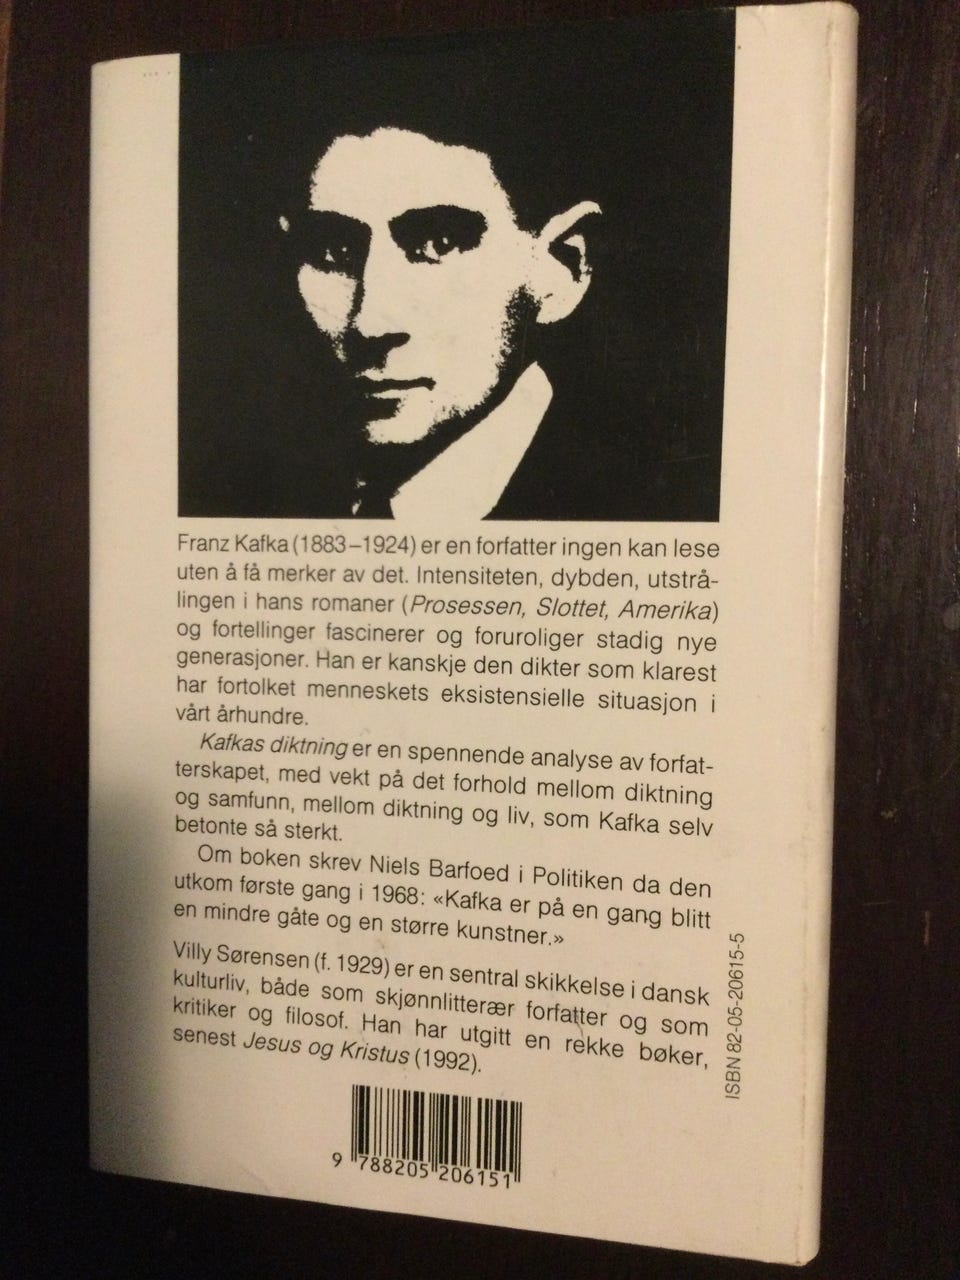 Franz Kafka (1883–1924) er en forfatter ingen kan lese
uten å få merker av det. Intensiteten, dybden, utstrå-
lingen i hans romaner (Prosessen, Slottet, Amerika)
og fortellinger fascinerer og foruroliger stadig nye
generasjoner. Han er kanskje den dikter som klarest
har fortolket menneskets eksistensielle situasjon i
vårt århundre.
Kafkas diktning er en spennende analyse av forfat-
terskapet, med vekt på det forhold mellom diktning
og samfunn, mellom diktning og liv, som Kafka selv
betonte så sterkt.
Om boken skrev Niels Barfoed i Politiken da den
utkom første gang i 1968: «Kafka er på en gang blitt
en mindre gåte og en større kunstner.»
Villy Sørensen (f. 1929) er en sentral skikkelse i dansk
kulturliv, både som skjønnlitterær forfatter og som
kritiker og filosof. Han har utgitt en rekke bøker,
senest Jesus og Kristus (1992).
ISBN 82-05-20615-5
9 788205 206151